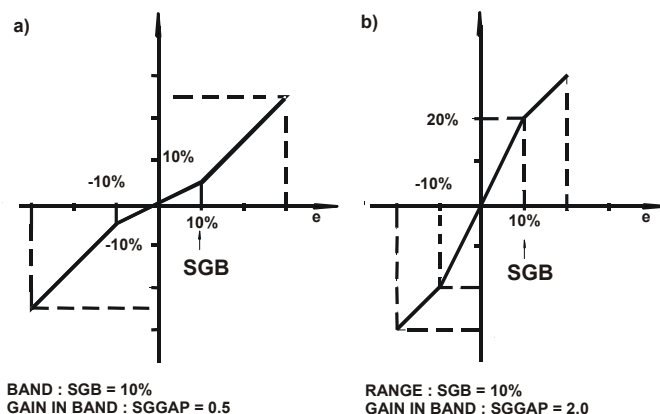 a)
10%
-10%
-10%
10%
e
SGB
BAND : SGB = 10%
GAIN IN BAND : SGGAP = 0.5
b)
20%
-10%
10%
e
SGB
RANGE : SGB = 10%
GAIN IN BAND : SGGAP = 2.0